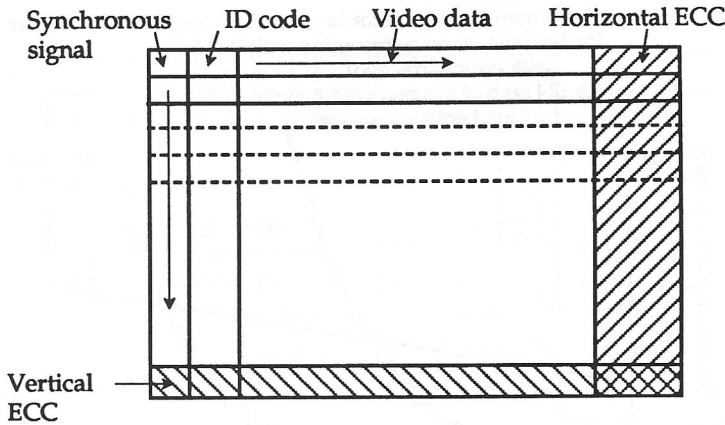 Synchronous
signal
ID code
Video data
Horizontal ECC
Vertical
ECC